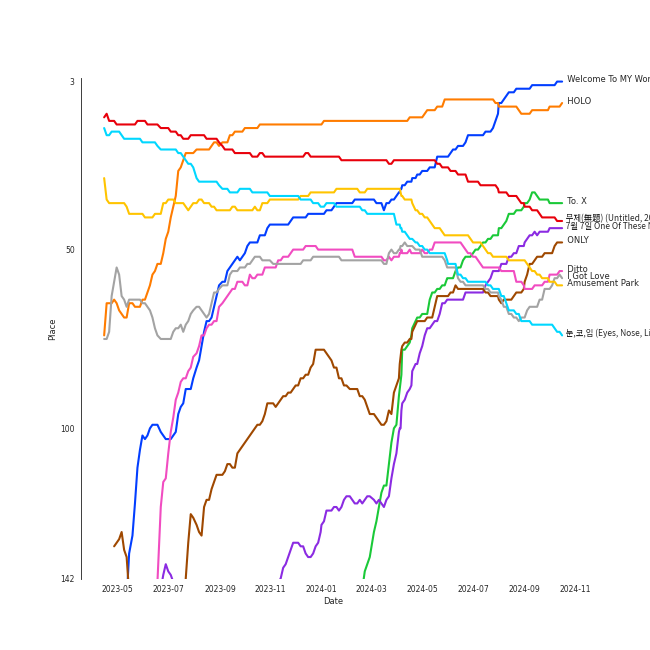 3
50
100
142
Place
2023-05
2023-07
2023-09
2023-11
2024-01
2024-03
2024-05
2024-07
2024-09
2024-11
Date
Welcome To MY Wor
HOLO
To. X
무제(無題) (Untitled, 20
7월 7일 One Of These N
ONLY
Ditto
I Got Love
Amusement Park
눈,코,입 (Eyes, Nose, Li